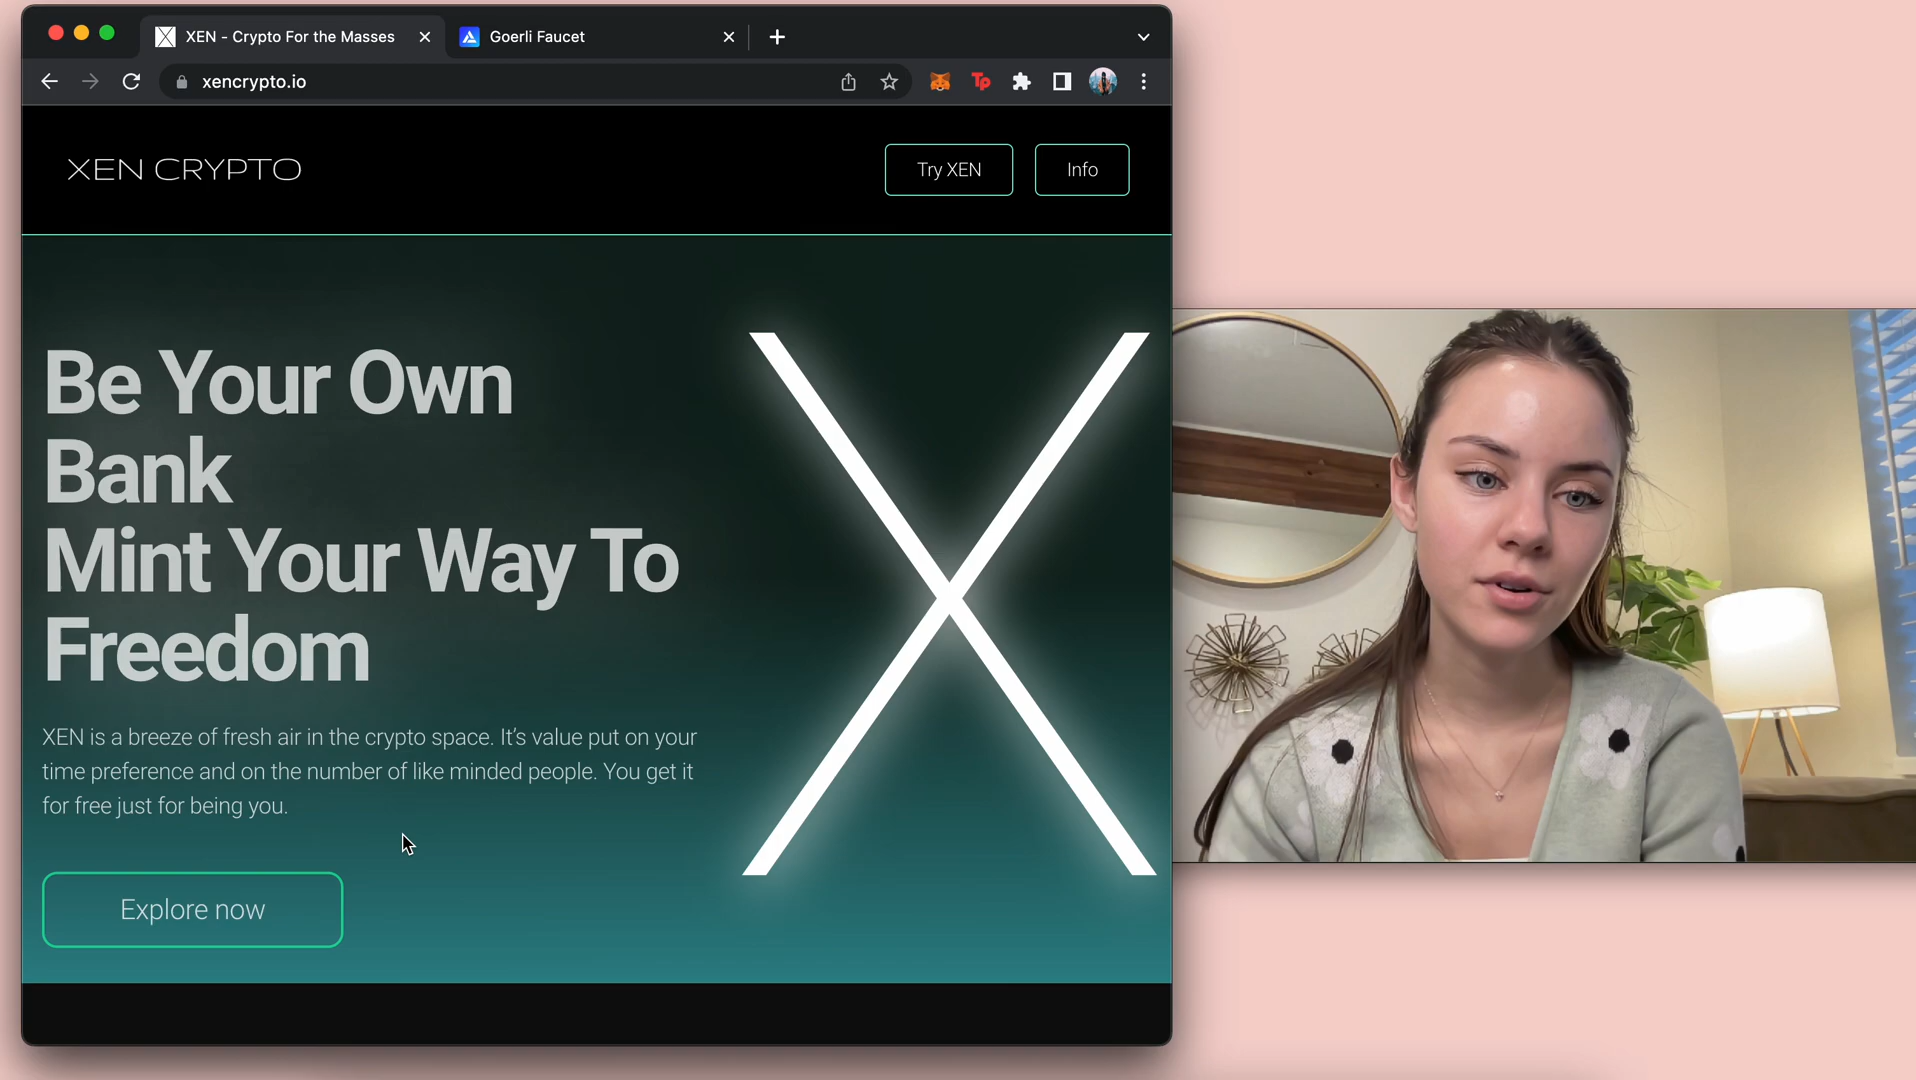 XEN - Crypto For the Masses
Goerli Faucet
xencrypto.io
Tp
XEN CRYPTO
Try XEN
Info
Be Your Own
Bank
Mint Your Way To
Freedom
XEN is a breeze of fresh air in the crypto space. It’s value put on your
time preference and on the number of like minded people. You get it
for free just for being you.
Explore now